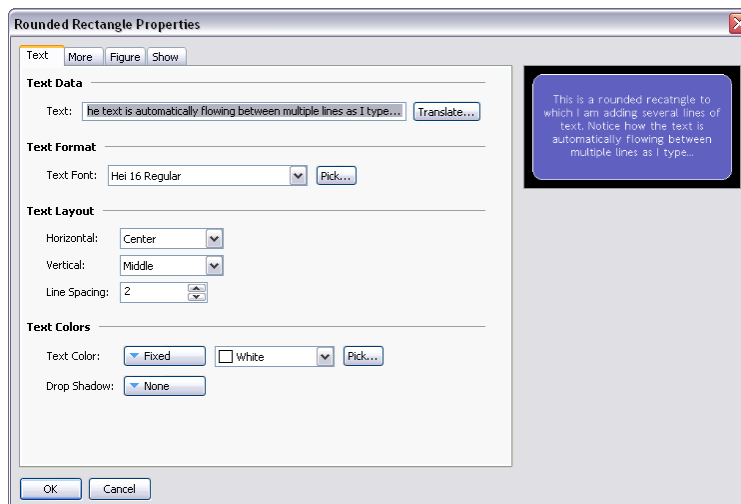 Rounded Rectangle Properties
Text More Figure Show
Text Data
Text: he text is automatically flowing between multiple lines as I type... Translate...
Text Format
Text Font: Hei 16 Regular Pick...
Text Layout
Horizontal: Center
Vertical: Middle
Line Spacing: 2
Text Colors
Text Color: Fixed White Pick...
Drop Shadow: None
OK Cancel
This is a rounded recatngle to
which I am adding several lines of
text. Notice how the text is
automatically flowing between
multiple lines as I type...